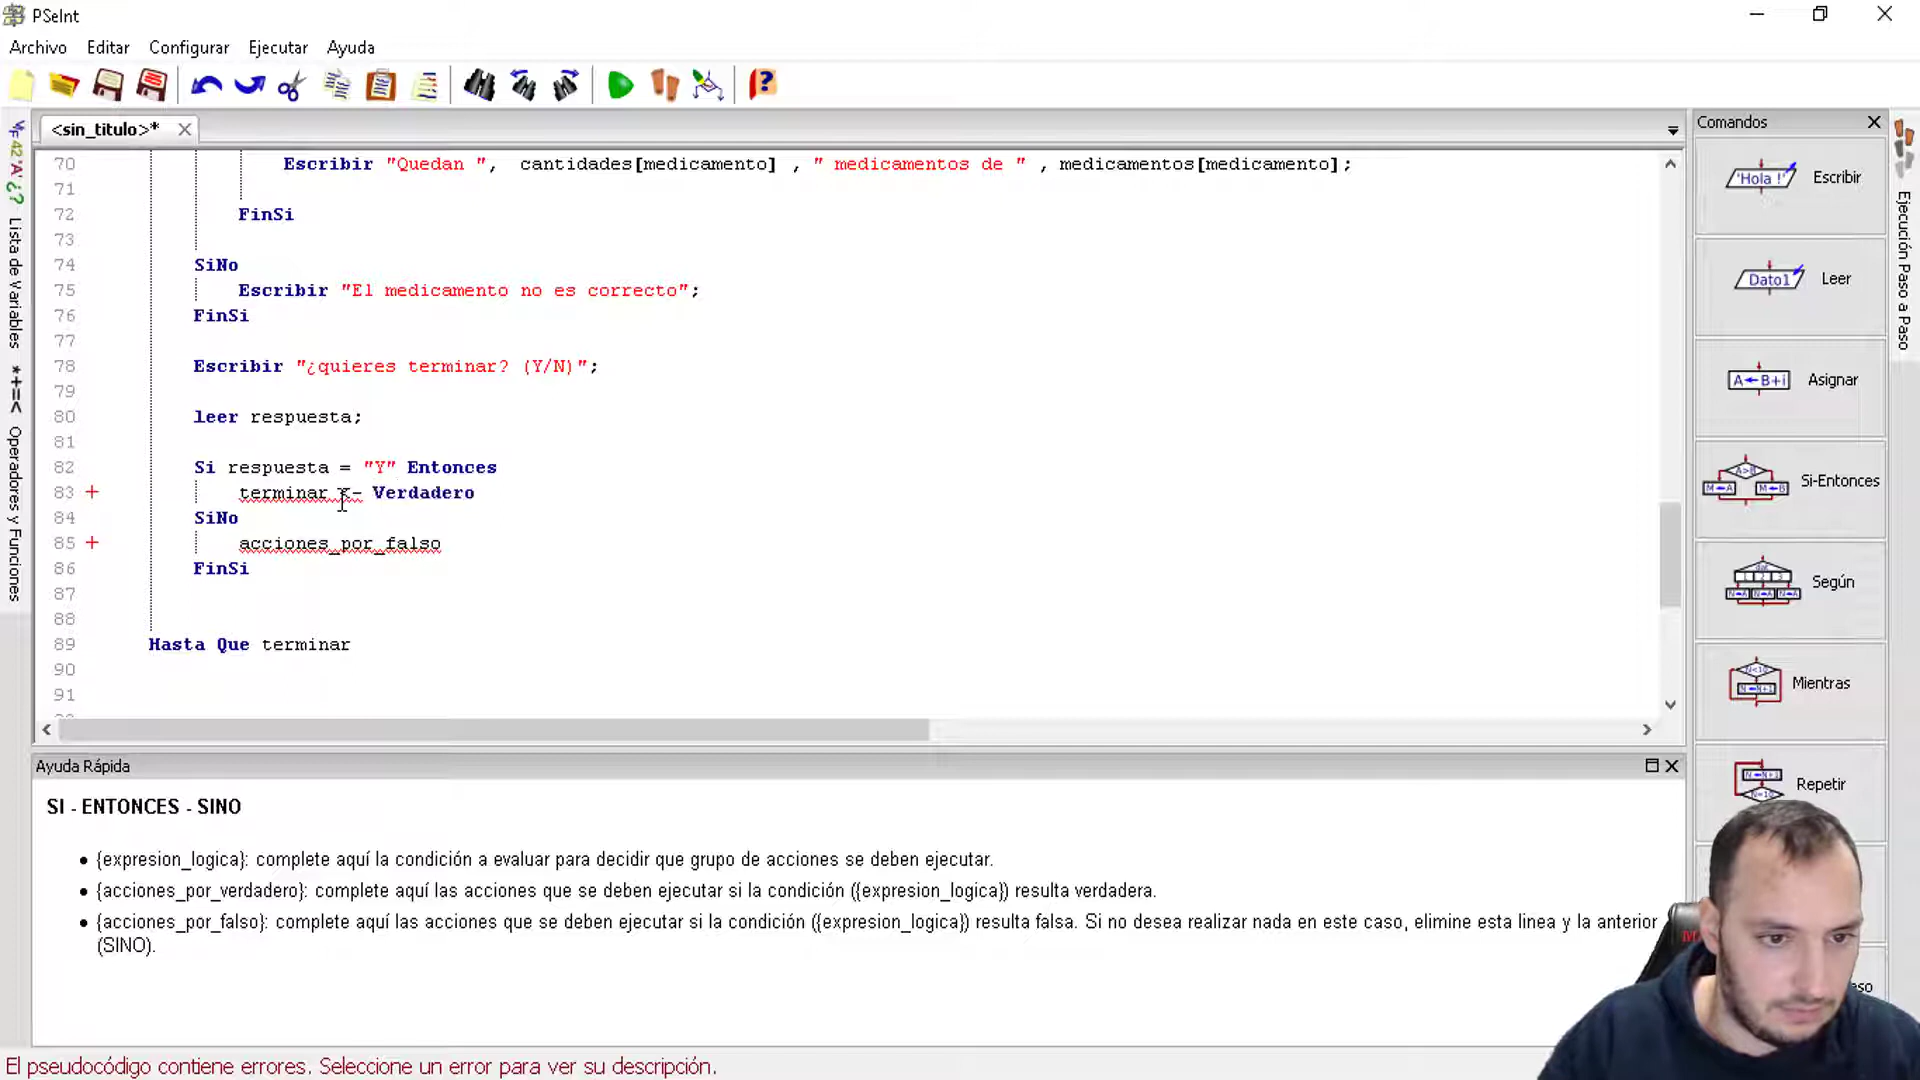 PSeInt
Archivo Editar Configurar Ejecutar Ayuda
<sin_titulo>*
70 Escribir "Quedan ", cantidades[medicamento] , " medicamentos de " , medicamentos[medicamento];
71
72 FinSi
73
74 SiNo
75 Escribir "El medicamento no es correcto";
76 FinSi
77
78 Escribir "¿quieres terminar? (Y/N)";
79
80 leer respuesta;
81
82 Si respuesta = "Y" Entonces
83 terminar <- Verdadero
84 SiNo
85 acciones_por_falso
86 FinSi
87
88
89 Hasta Que terminar
90
91
Lista de Variables
*+=<
Operadores y Funciones
Comandos
'Hola !' Escribir
Dato1 Leer
A←B+i Asignar
A>B M←A M←B Si-Entonces
Según
Mientras
Repetir
Ejecución Paso a Paso
Ayuda Rápida
SI - ENTONCES - SINO
• {expresion_logica}: complete aquí la condición a evaluar para decidir que grupo de acciones se deben ejecutar.
• {acciones_por_verdadero}: complete aquí las acciones que se deben ejecutar si la condición ({expresion_logica}) resulta verdadera.
• {acciones_por_falso}: complete aquí las acciones que se deben ejecutar si la condición ({expresion_logica}) resulta falsa. Si no desea realizar nada en este caso, elimine esta linea y la anterior
(SINO).
El pseudocódigo contiene errores. Seleccione un error para ver su descripción.